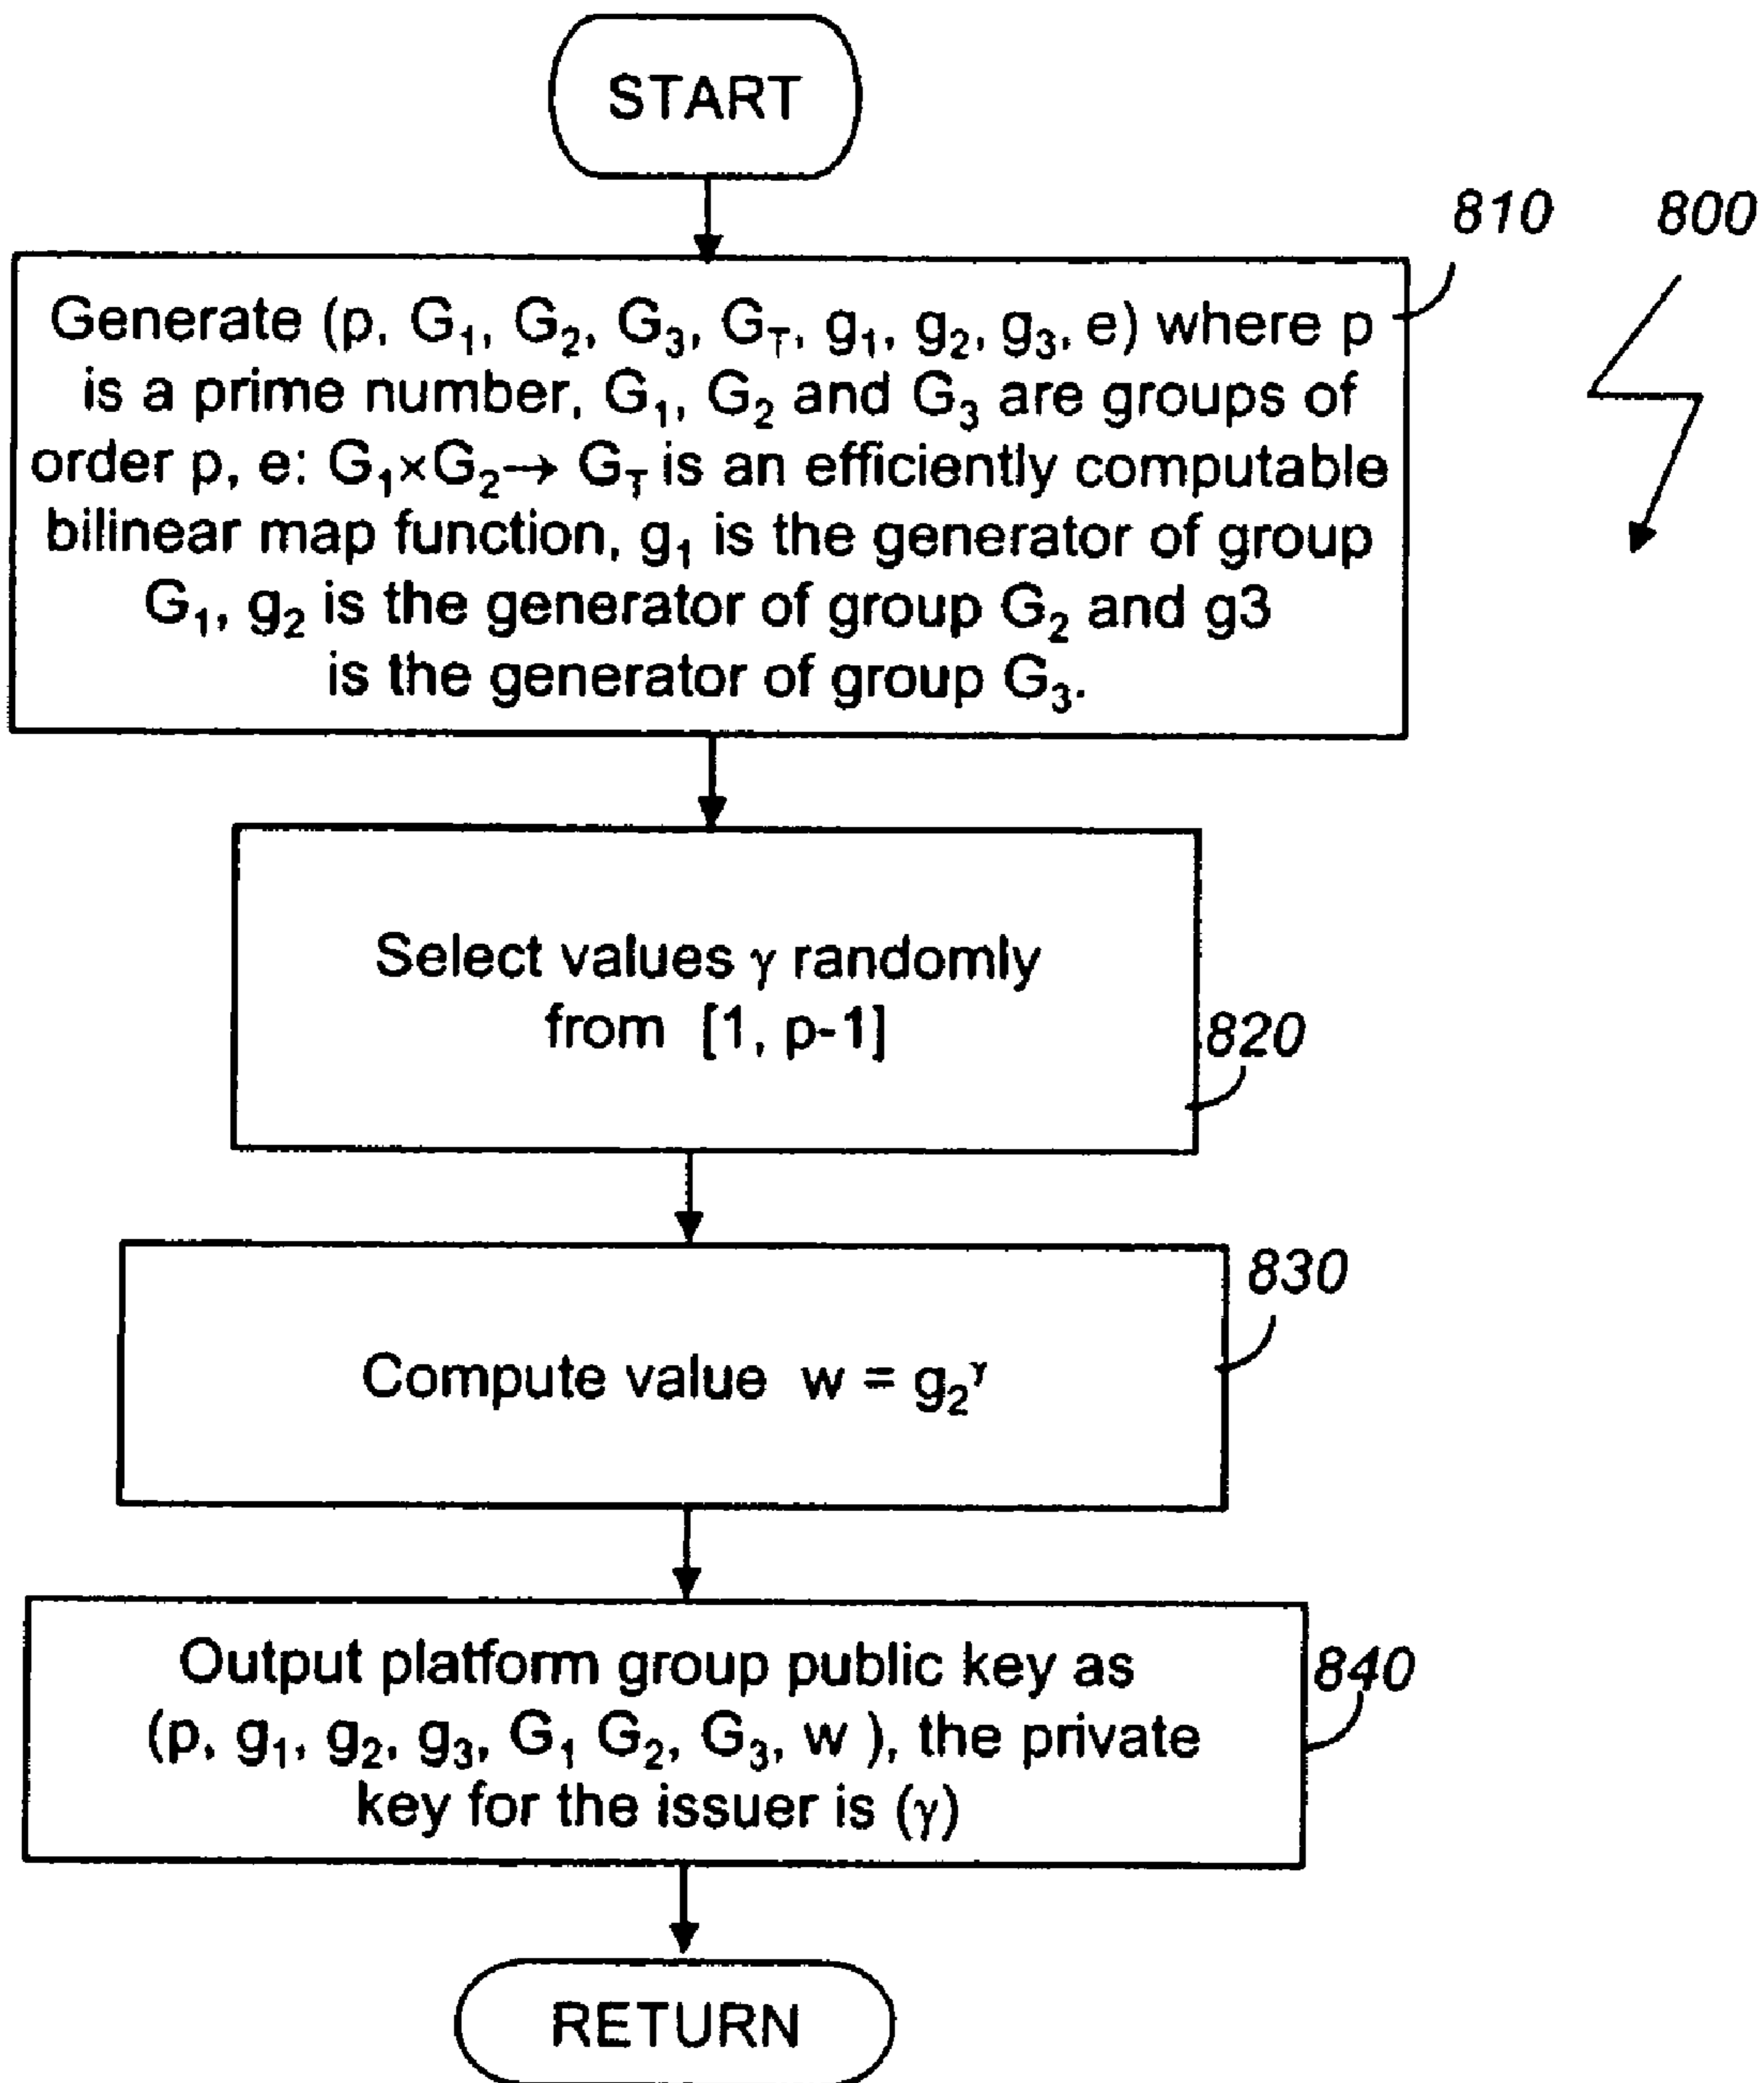 START
810
800
Generate (p, G₁, G₂, G₃, G_T, g₁, g₂, g₃, e) where p
is a prime number, G₁, G₂ and G₃ are groups of
order p, e: G₁×G₂→ G_T is an efficiently computable
bilinear map function, g₁ is the generator of group
G₁, g₂ is the generator of group G₂ and g3
is the generator of group G₃.
Select values γ randomly
from [1, p-1]
820
830
Compute value w = g₂^γ
Output platform group public key as
840
(p, g₁, g₂, g₃, G₁ G₂, G₃, w ), the private
key for the issuer is (γ)
RETURN